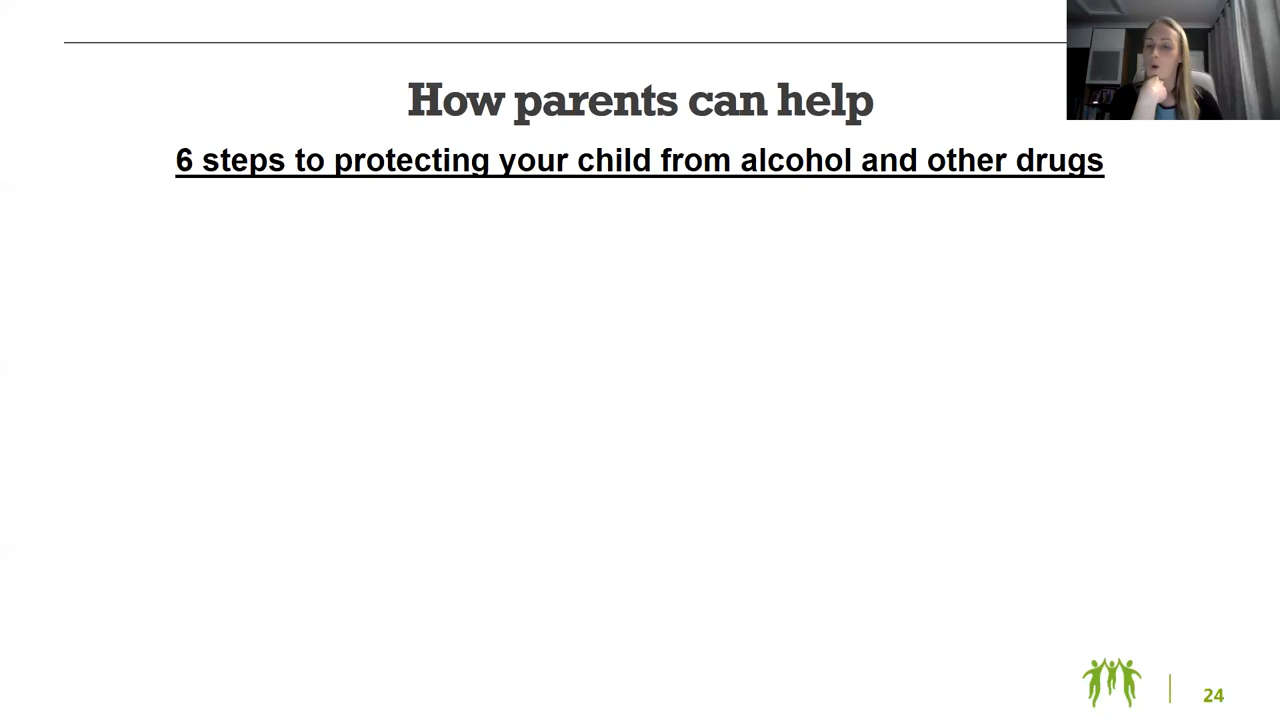 How parents can help
6 steps to protecting your child from alcohol and other drugs
24